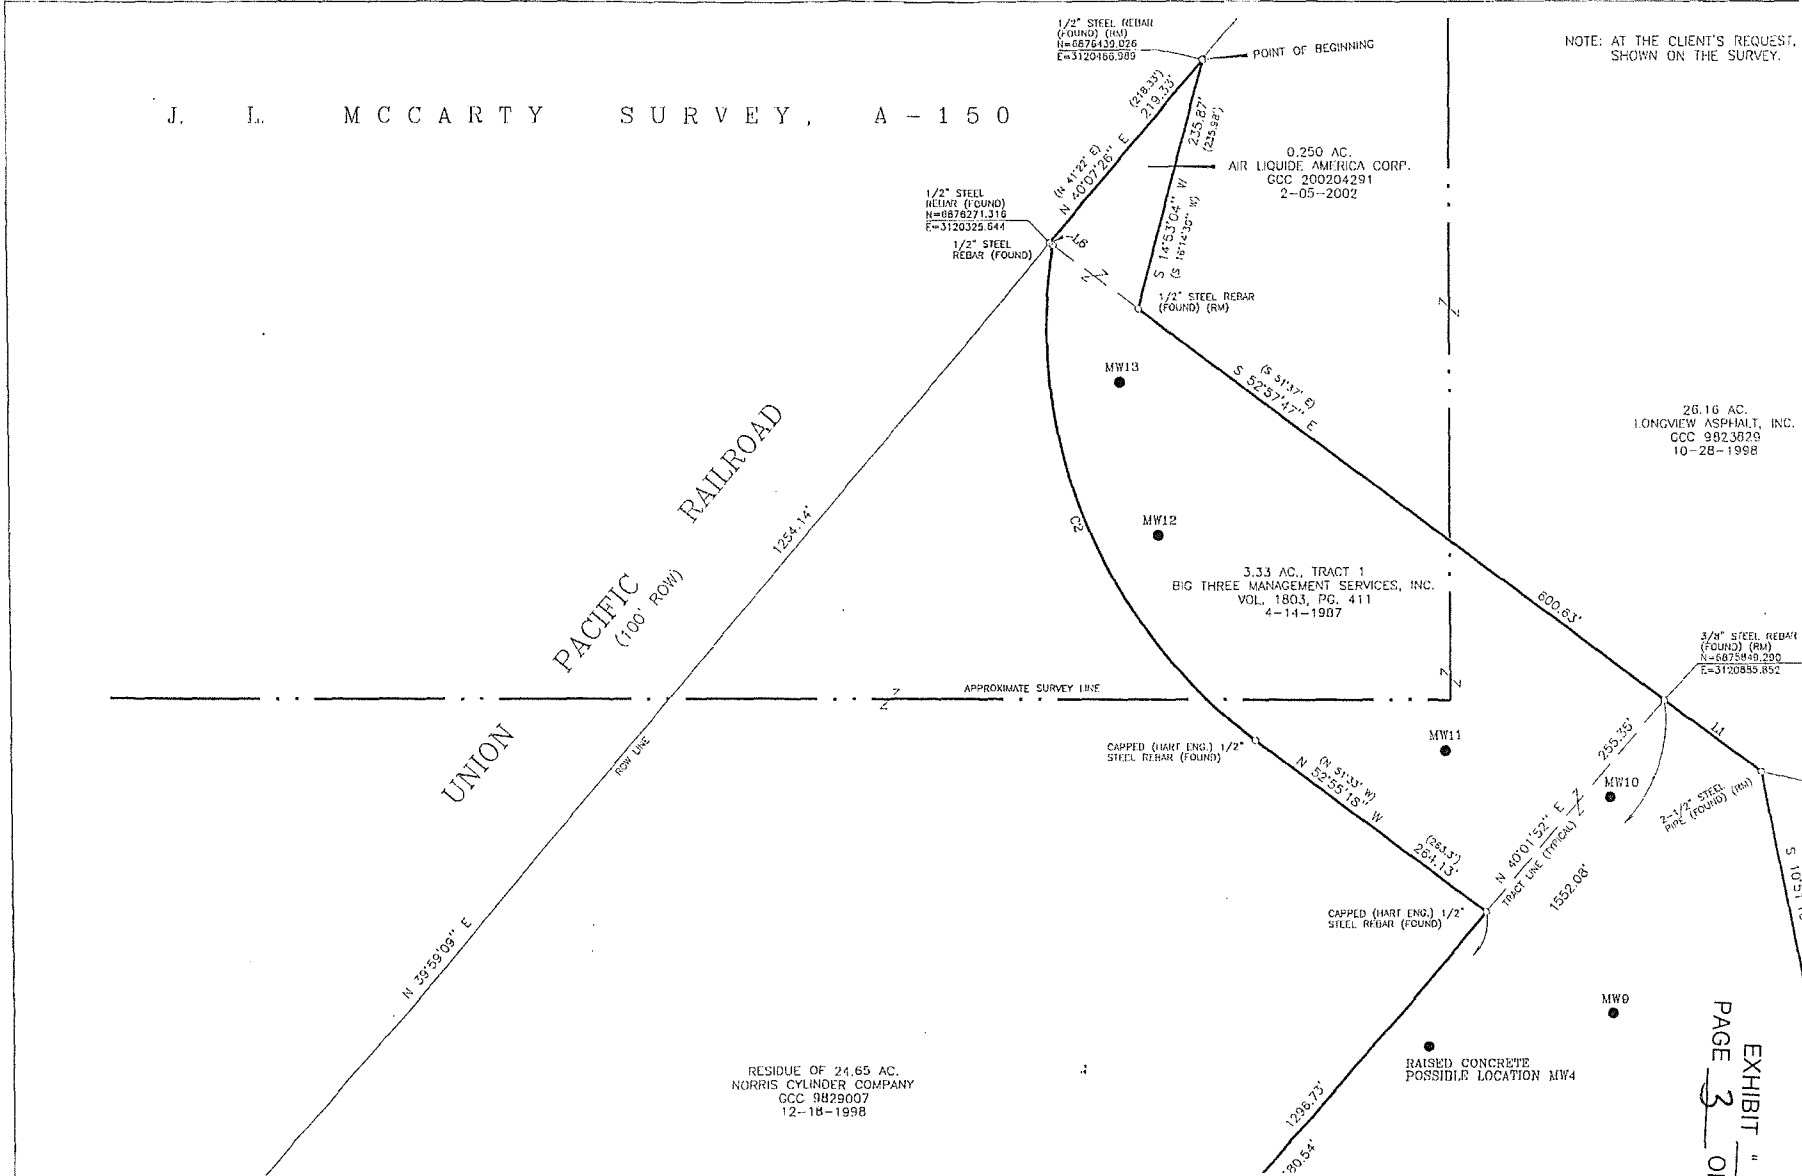 1/2" STEEL REBAR
(FOUND) (RM)
N=6876439.026
E=3120466.989
POINT OF BEGINNING
NOTE: AT THE CLIENT'S REQUEST,
SHOWN ON THE SURVEY.
J. L. MCCARTY SURVEY, A-150
(218.33')
219.33'
(N 41°22' E)
N 40°07'26" E
235.87'
(235.98')
S 14°53'04" W
(S 16°14'30" W)
0.250 AC.
AIR LIQUIDE AMERICA CORP.
GCC 200204291
2-05-2002
1/2" STEEL
REBAR (FOUND)
N=6876271.316
E=3120325.644
1/2" STEEL
REBAR (FOUND)
L6
1/2" STEEL REBAR
(FOUND) (RM)
MW13
(S 51°37' E)
S 52°57'47" E
26.16 AC.
LONGVIEW ASPHALT, INC.
GCC 9823829
10-28-1998
UNION PACIFIC RAILROAD
(100' ROW)
1254.14'
C2
MW12
3.33 AC., TRACT 1
BIG THREE MANAGEMENT SERVICES, INC.
VOL. 1803, PG. 411
4-14-1987
600.63'
3/8" STEEL REBAR
(FOUND) (RM)
N=6875849.290
E=3120885.852
APPROXIMATE SURVEY LINE
ROW LINE
CAPPED (HART ENG.) 1/2"
STEEL REBAR (FOUND)
MW11
L1
255.35'
MW10
2-1/2" STEEL
PIPE (FOUND) (RM)
(N 51°33' W)
N 52°55'18" W
(263.3')
264.13'
N 40°01'52" E
TRACT LINE (TYPICAL)
1552.08'
CAPPED (HART ENG.) 1/2"
STEEL REBAR (FOUND)
N 39°59'09" E
MW9
RAISED CONCRETE
POSSIBLE LOCATION MW4
RESIDUE OF 24.65 AC.
NORRIS CYLINDER COMPANY
GCC 9829007
12-18-1998
1296.73'
80.54'
EXHIBIT "
PAGE 3 O